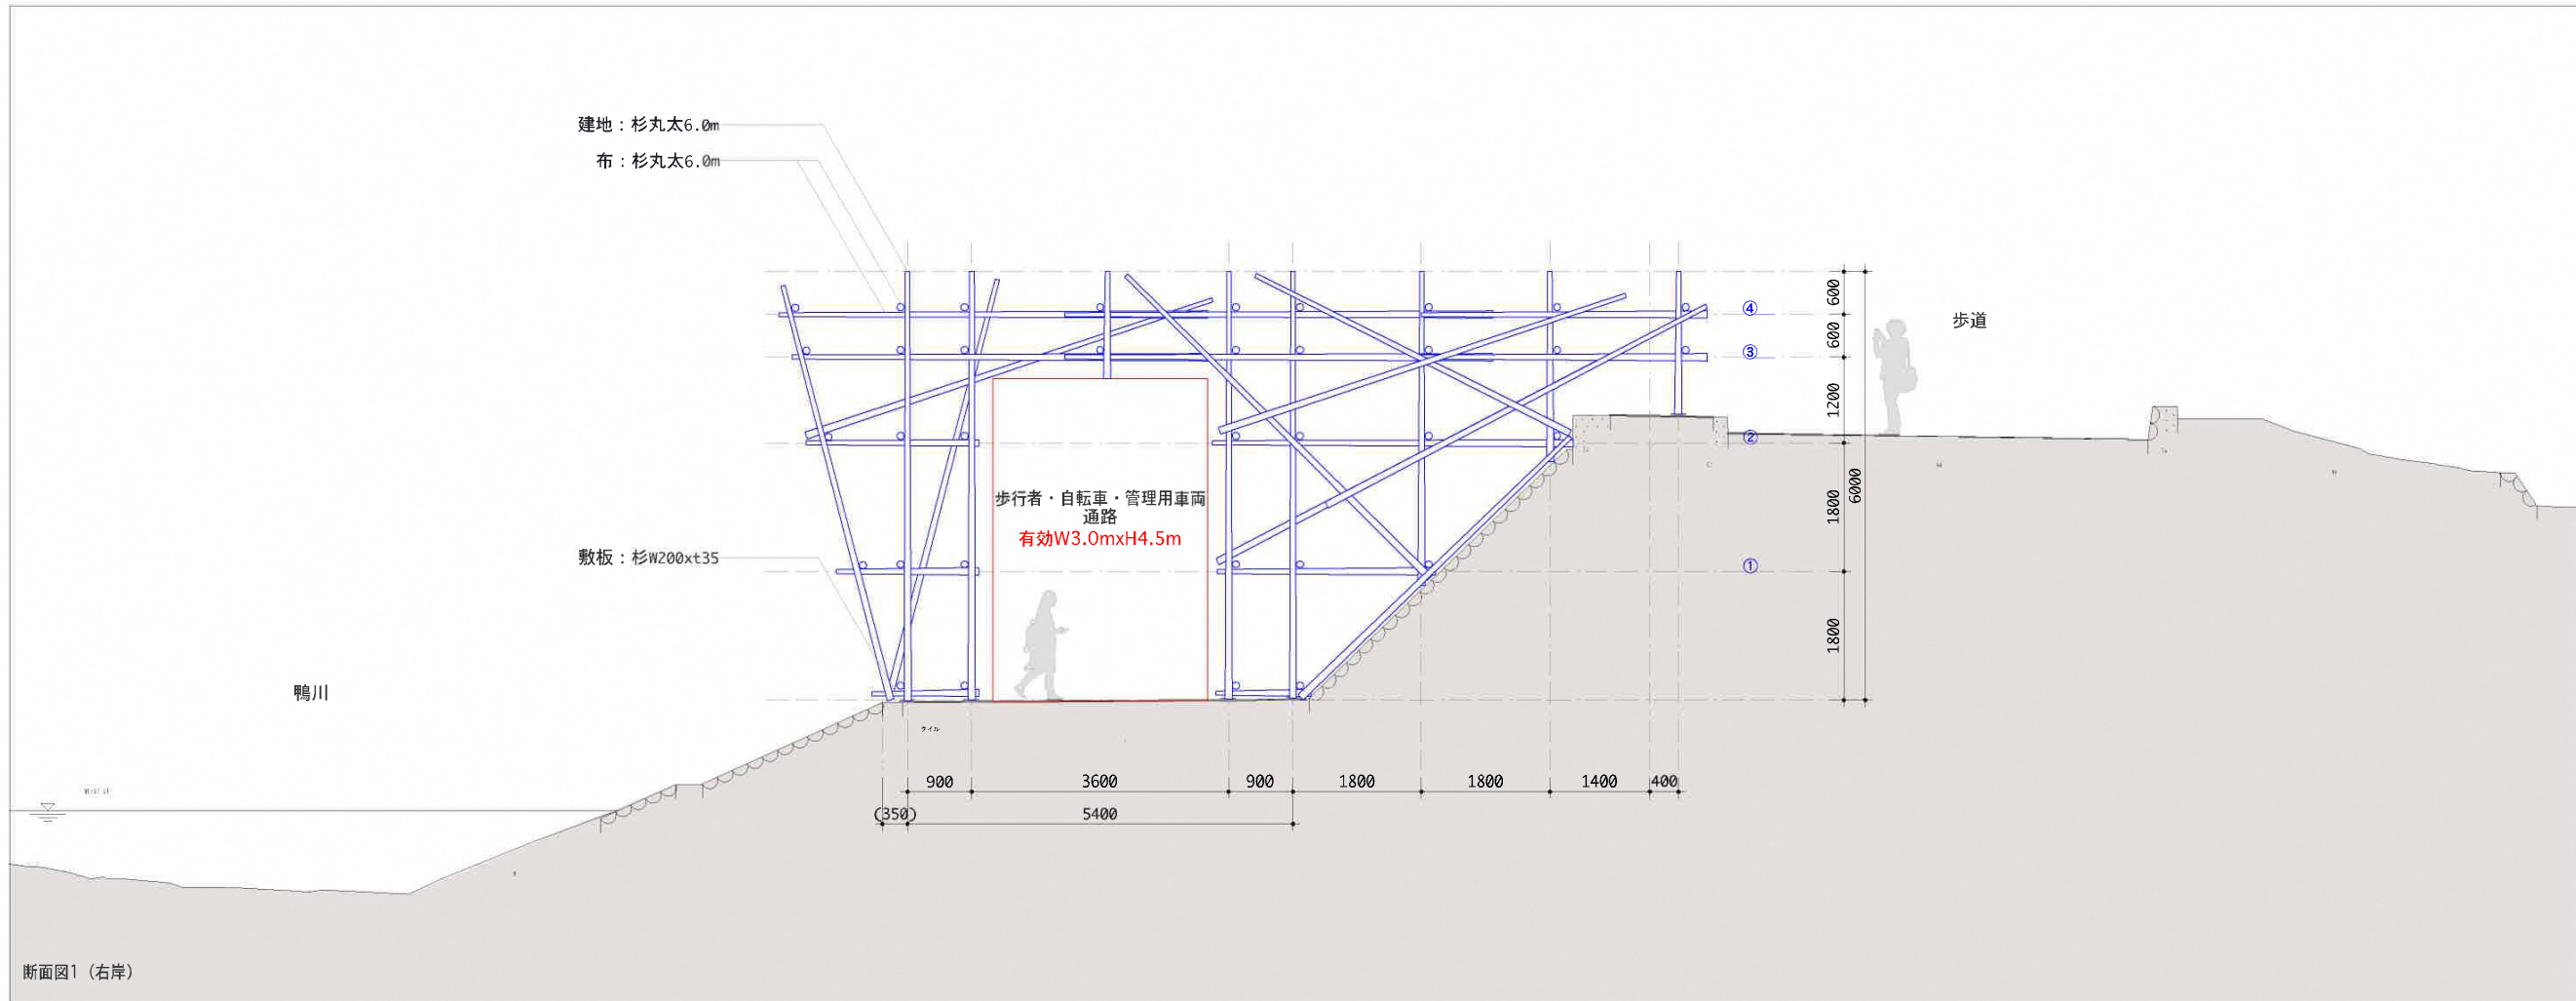 建地：杉丸太6.0m
布：杉丸太6.0m
600
④
歩道
600
③
1200
②
歩行者・自転車・管理用車両
通路
有効W3.0mxH4.5m
6000
1800
敷板：杉W200xt35
①
1800
鴨川
タイル
900
3600
900
1800
1800
1400
400
(350)
5400
断面図1（右岸）